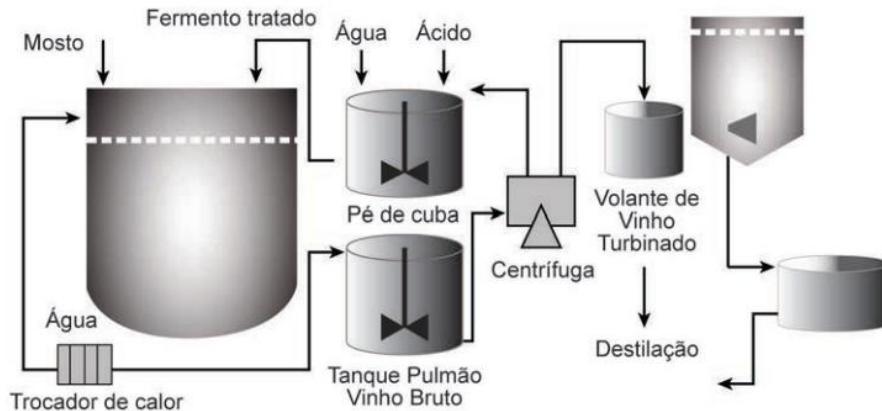 Fermento tratado
Mosto
Água
Ácido
Pé de cuba
Volante de
Vinho
Turbinado
Centrífuga
Água
Destilação
Tanque Pulmão
Vinho Bruto
Trocador de calor